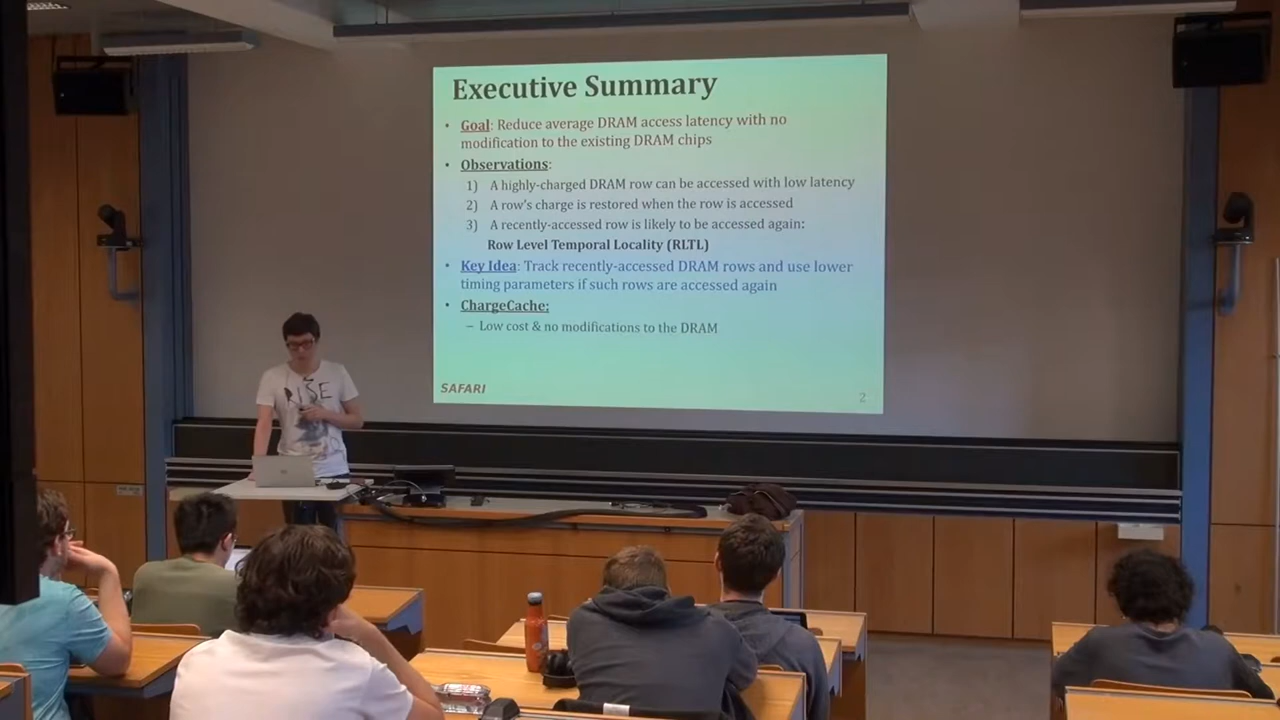 Executive Summary
• Goal: Reduce average DRAM access latency with no
modification to the existing DRAM chips
• Observations:
1) A highly-charged DRAM row can be accessed with low latency
2) A row's charge is restored when the row is accessed
3) A recently-accessed row is likely to be accessed again:
Row Level Temporal Locality (RLTL)
• Key Idea: Track recently-accessed DRAM rows and use lower
timing parameters if such rows are accessed again
• ChargeCache:
– Low cost & no modifications to the DRAM
SAFARI
2
RISE